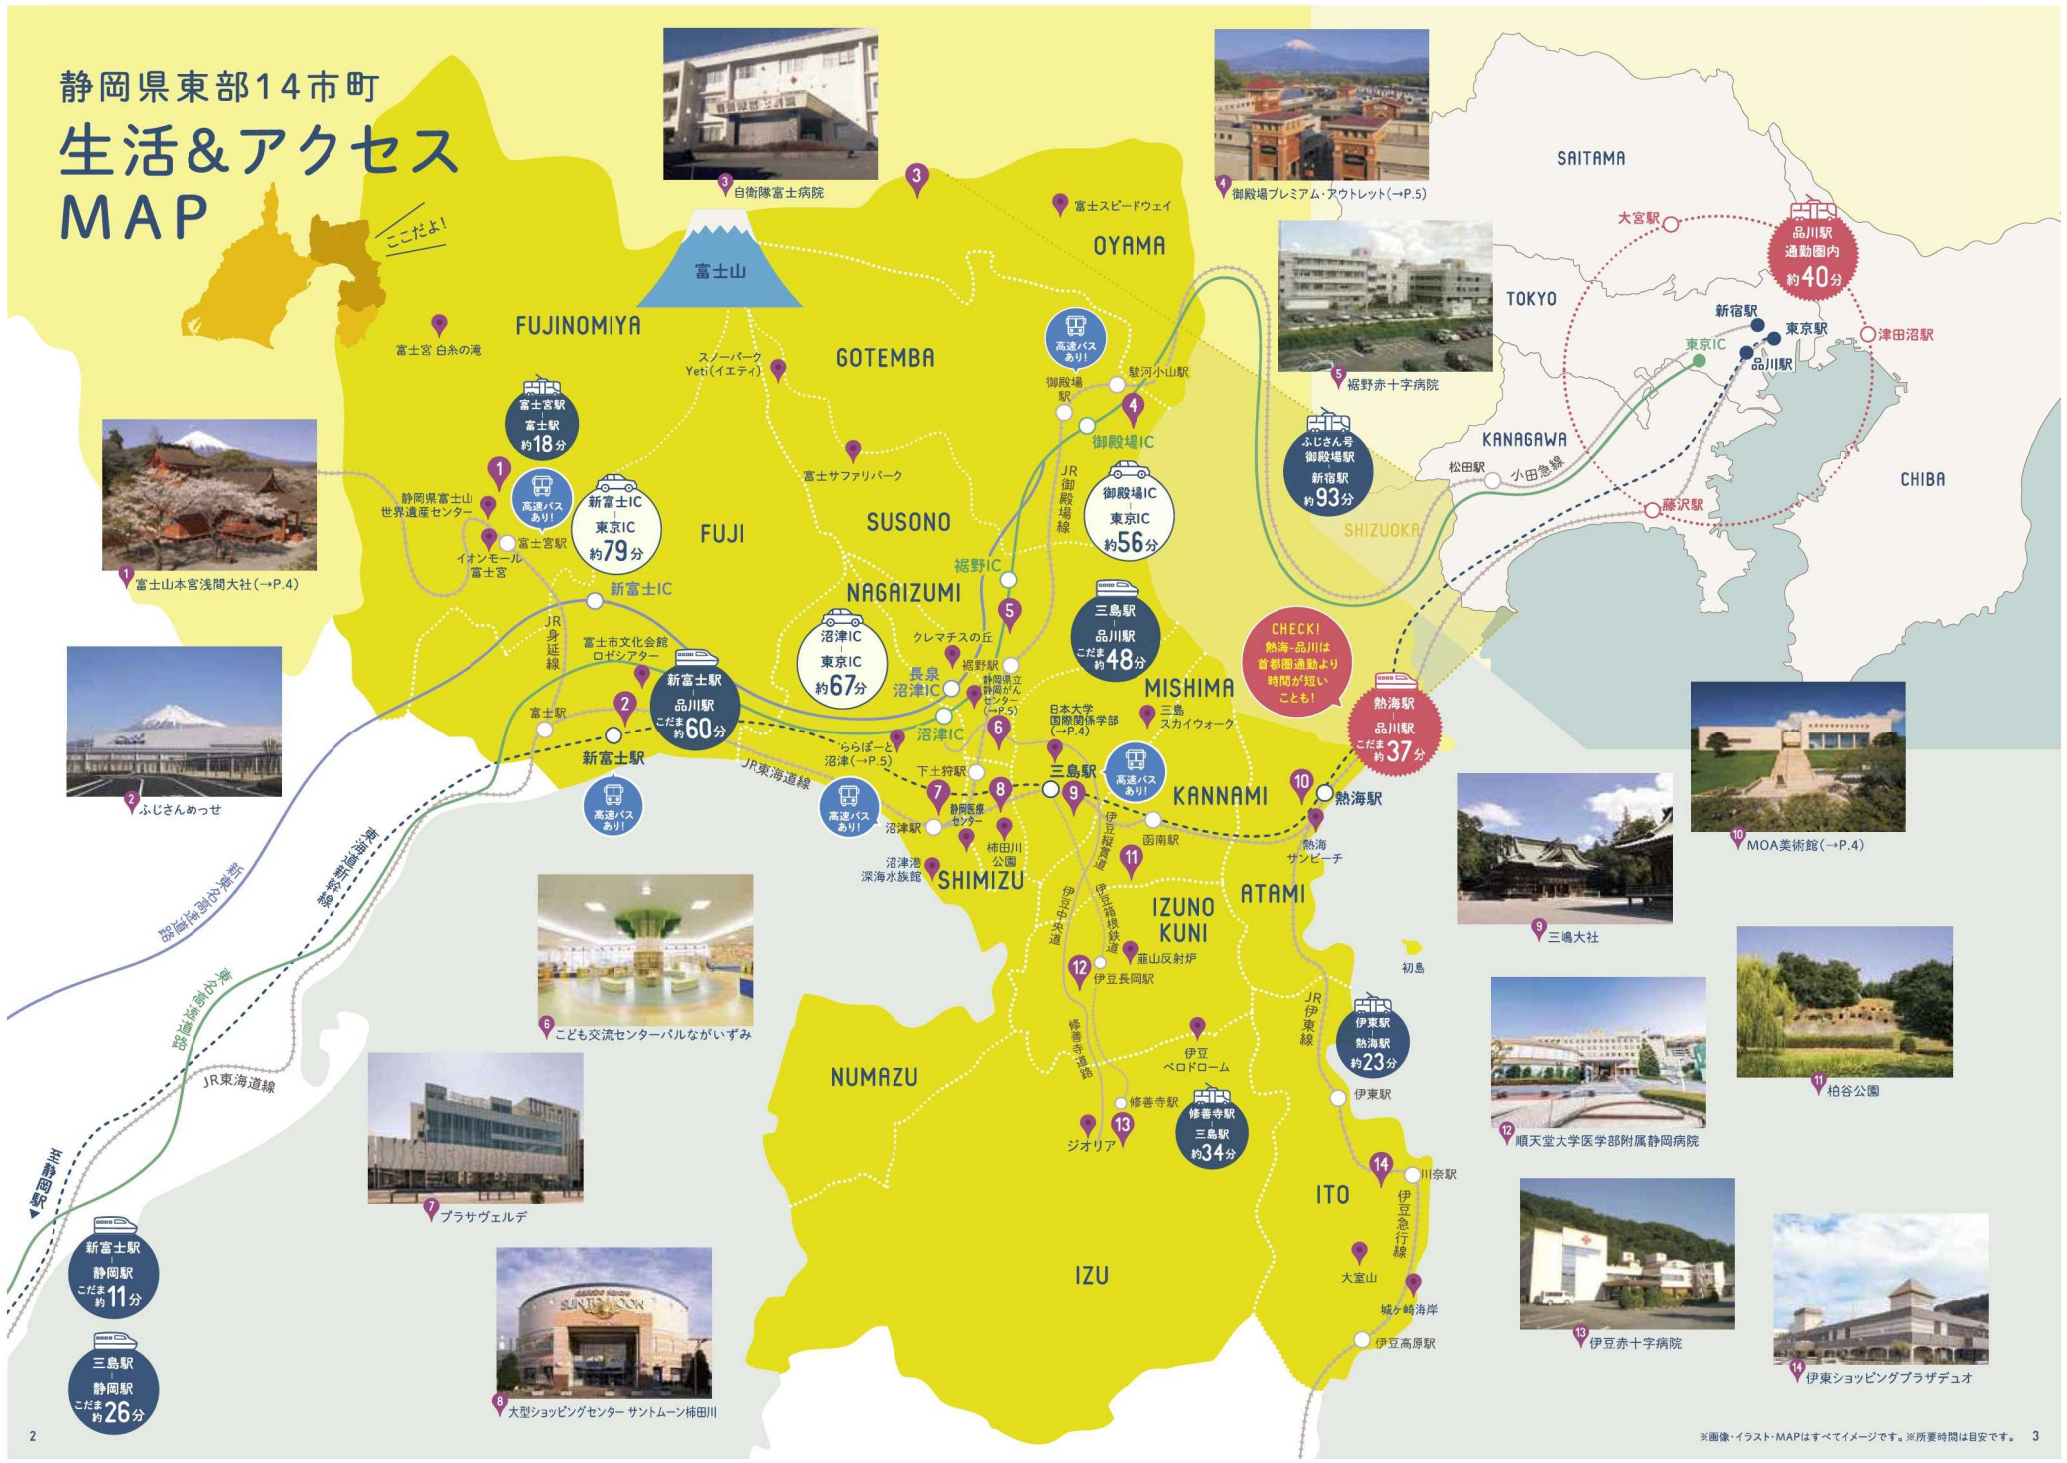 静岡県東部14市町
生活&アクセス
MAP
ここだよ!
3 自衛隊富士病院
3
4 御殿場プレミアム・アウトレット(→P.5)
5 裾野赤十字病院
1 富士山本宮浅間大社(→P.4)
2 ふじさんめっせ
6 こども交流センターパルながいずみ
7 プラサヴェルデ
8 大型ショッピングセンター サントムーン柿田川
9 三嶋大社
10 MOA美術館(→P.4)
11 柏谷公園
12 順天堂大学医学部附属静岡病院
13 伊豆赤十字病院
14 伊東ショッピングプラザデュオ
富士山
富士スピードウェイ
OYAMA
FUJINOMIYA
富士宮 白糸の滝
スノーパーク
Yeti(イエティ)
GOTEMBA
高速バス
あり!
御殿場
駅
駿河小山駅
4
御殿場IC
富士宮駅
富士駅
約18分
1
静岡県富士山
世界遺産センター
高速バス
あり!
新富士IC
東京IC
約79分
イオンモール
富士宮
富士宮駅
FUJI
富士サファリパーク
SUSONO
JR御殿場線
御殿場IC
東京IC
約56分
裾野IC
NAGAIZUMI
5
新富士IC
JR身延線
富士市文化会館
ロゼシアター
沼津IC
東京IC
約67分
クレマチスの丘
裾野駅
長泉
沼津IC
静岡県立
静岡がん
センター
(→P.5)
三島駅
品川駅
こだま
約48分
MISHIMA
三島
スカイウォーク
新富士駅
品川駅
こだま
約60分
2
富士駅
新富士駅
高速バス
あり!
JR東海道線
ららぽーと
沼津(→P.5)
沼津IC
6
日本大学
国際関係学部
(→P.4)
三島駅
高速バス
あり!
下土狩駅
7
8
9
KANNAMI
10
熱海駅
高速バス
あり!
沼津駅
静岡医療
センター
柿田川
公園
沼津港
深海水族館
SHIMIZU
伊豆縦貫道
函南駅
11
熱海
サンビーチ
ATAMI
IZUNO
KUNI
伊豆中央道
伊豆箱根鉄道
韮山反射炉
12
伊豆長岡駅
初島
NUMAZU
修善寺道路
伊豆
ベロドローム
JR伊東線
伊東駅
熱海駅
約23分
修善寺駅
13
ジオリア
修善寺駅
三島駅
約34分
伊東駅
14
川奈駅
ITO
伊豆急行線
IZU
大室山
城ヶ崎海岸
伊豆高原駅
CHECK!
熱海-品川は
首都圏通勤より
時間が短い
ことも!
熱海駅
品川駅
こだま
約37分
ふじさん号
御殿場駅
新宿駅
約93分
SHIZUOKA
SAITAMA
TOKYO
KANAGAWA
CHIBA
大宮駅
品川駅
通勤圏内
約40分
新宿駅
東京駅
品川駅
東京IC
津田沼駅
松田駅
小田急線
藤沢駅
新東名高速道路
東海道新幹線
東名高速道路
JR東海道線
至静岡駅
新富士駅
静岡駅
こだま
約11分
三島駅
静岡駅
こだま
約26分
SUNTO MOON
2
※画像・イラスト・MAPはすべてイメージです。※所要時間は目安です。 3